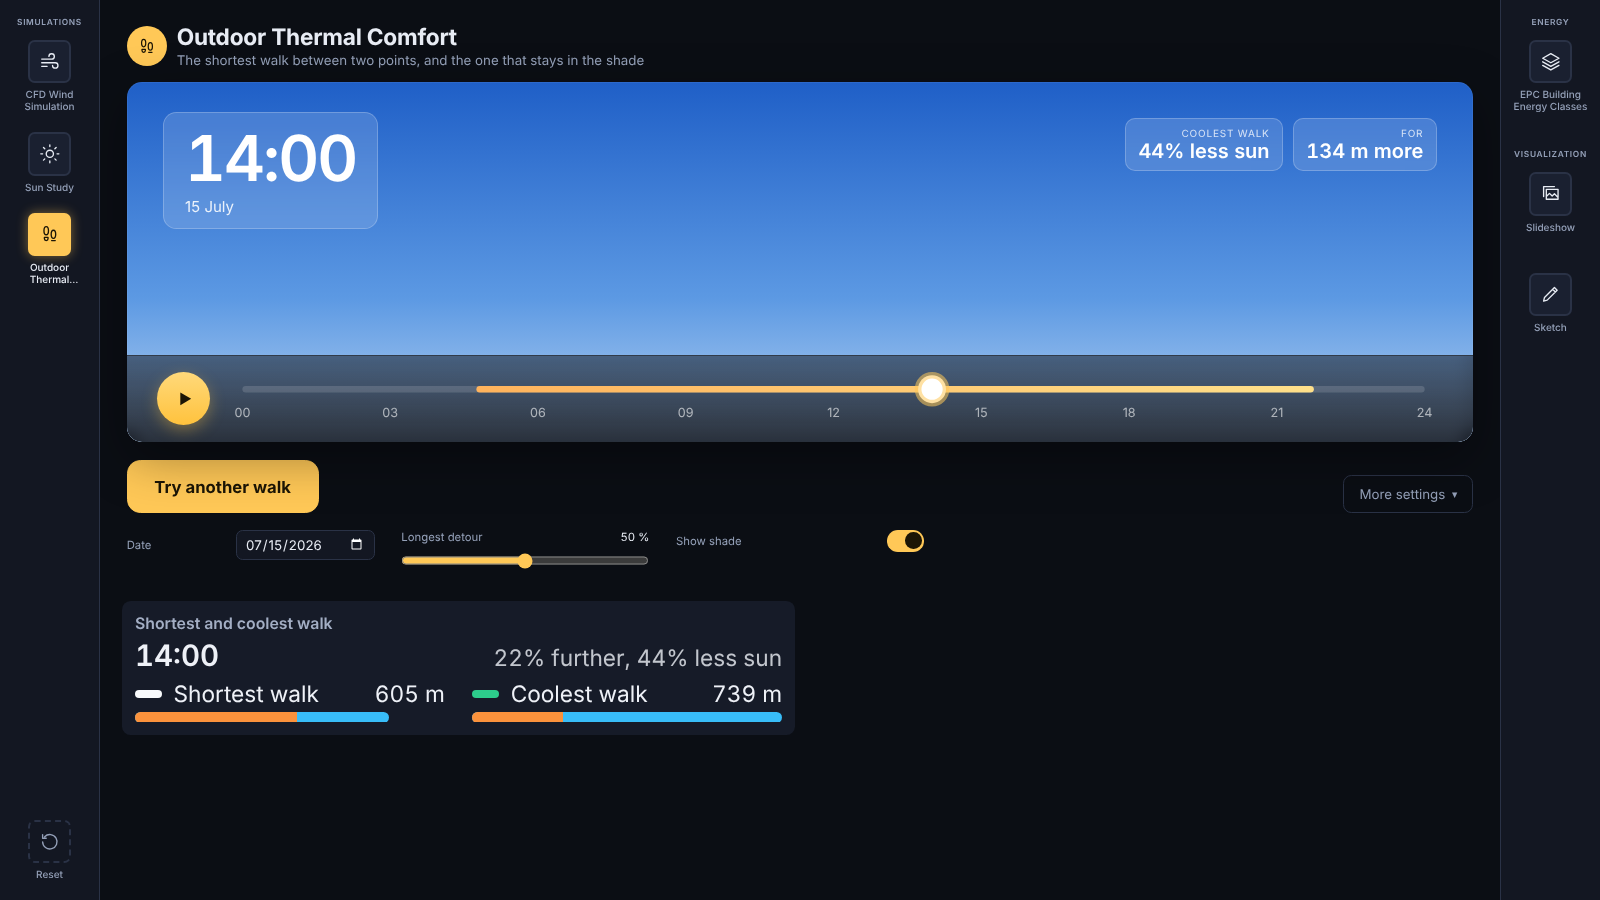 SIMULATIONS
CFD Wind
Simulation
Sun Study
Outdoor
Thermal...
Reset
Outdoor Thermal Comfort
The shortest walk between two points, and the one that stays in the shade
14:00
15 July
COOLEST WALK
44% less sun
FOR
134 m more
00 03 06 09 12 15 18 21 24
Try another walk
More settings ▾
Date
07/15/2026
Longest detour
50 %
Show shade
Shortest and coolest walk
14:00
22% further, 44% less sun
Shortest walk
605 m
Coolest walk
739 m
ENERGY
EPC Building
Energy Classes
VISUALIZATION
Slideshow
Sketch